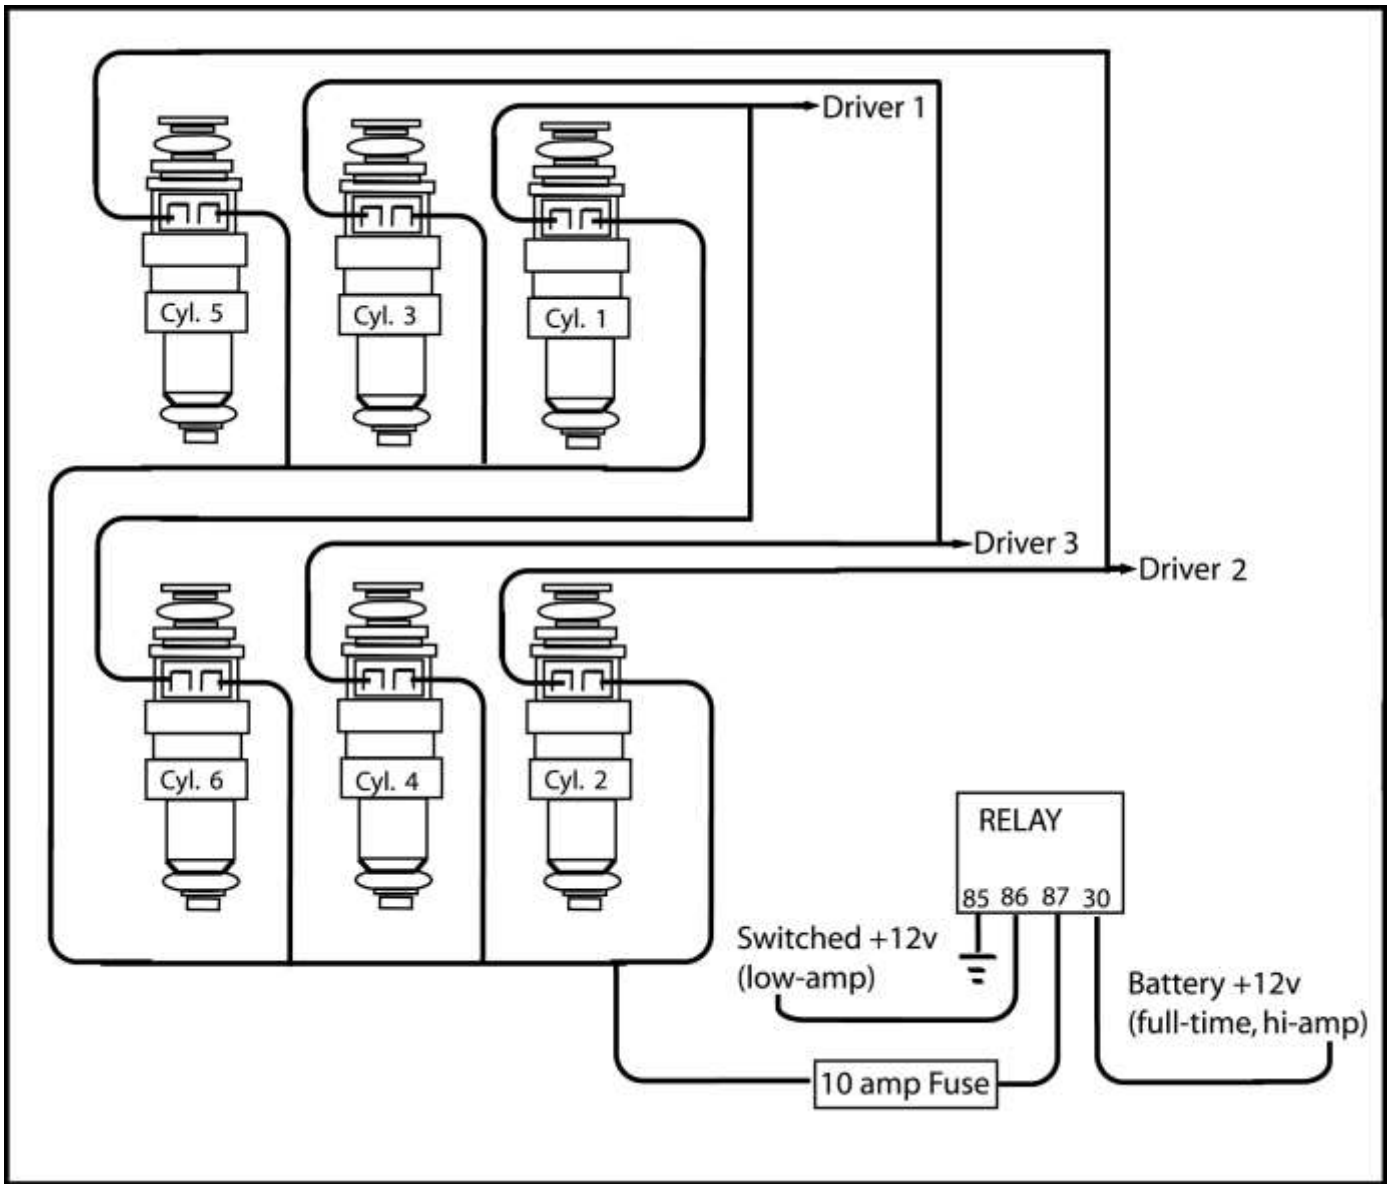 Driver 1
Cyl. 5
Cyl. 3
Cyl. 1
Driver 3
Driver 2
Cyl. 6
Cyl. 4
Cyl. 2
RELAY
85 86 87 30
Switched +12v
(low-amp)
Battery +12v
(full-time, hi-amp)
10 amp Fuse